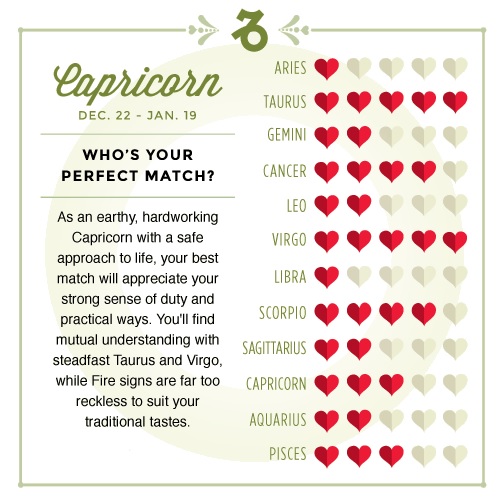 Capricorn
DEC. 22 - JAN. 19
WHO'S YOUR
PERFECT MATCH?
As an earthy, hardworking
Capricorn with a safe
approach to life, your best
match will appreciate your
strong sense of duty and
practical ways. You'll find
mutual understanding with
steadfast Taurus and Virgo,
while Fire signs are far too
reckless to suit your
traditional tastes.
ARIES
TAURUS
GEMINI
CANCER
LEO
VIRGO
LIBRA
SCORPIO
SAGITTARIUS
CAPRICORN
AQUARIUS
PISCES